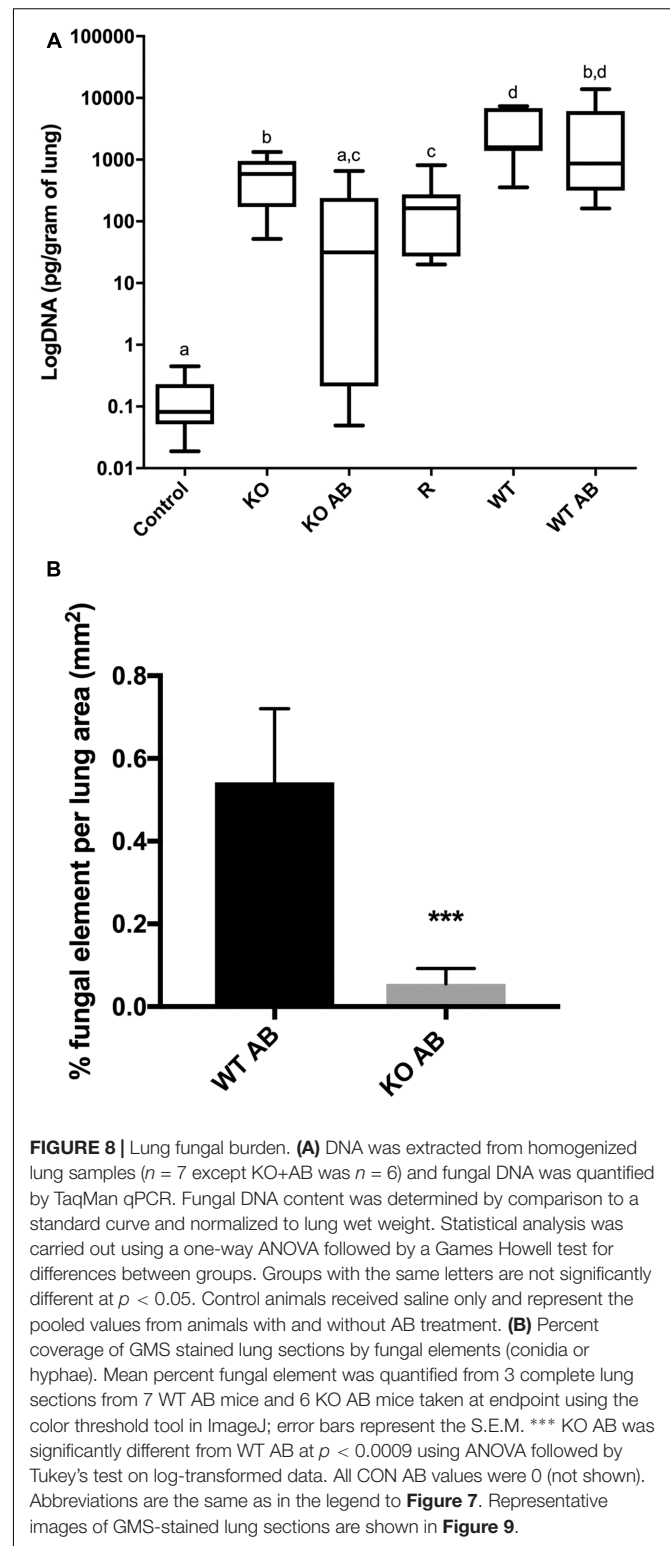 A
100000
10000
1000
100
10
1
0.1
0.01
LogDNA (pg/gram of lung)
a
b
a,c
c
d
b,d
Control
KO
KO AB
R
WT
WT AB
B
% fungal element per lung area (mm²)
0.8
0.6
0.4
0.2
0.0
***
WT AB
KO AB
FIGURE 8 | Lung fungal burden. (A) DNA was extracted from homogenized
lung samples (n = 7 except KO+AB was n = 6) and fungal DNA was quantified
by TaqMan qPCR. Fungal DNA content was determined by comparison to a
standard curve and normalized to lung wet weight. Statistical analysis was
carried out using a one-way ANOVA followed by a Games Howell test for
differences between groups. Groups with the same letters are not significantly
different at p < 0.05. Control animals received saline only and represent the
pooled values from animals with and without AB treatment. (B) Percent
coverage of GMS stained lung sections by fungal elements (conidia or
hyphae). Mean percent fungal element was quantified from 3 complete lung
sections from 7 WT AB mice and 6 KO AB mice taken at endpoint using the
color threshold tool in ImageJ; error bars represent the S.E.M. *** KO AB was
significantly different from WT AB at p < 0.0009 using ANOVA followed by
Tukey's test on log-transformed data. All CON AB values were 0 (not shown).
Abbreviations are the same as in the legend to Figure 7. Representative
images of GMS-stained lung sections are shown in Figure 9.